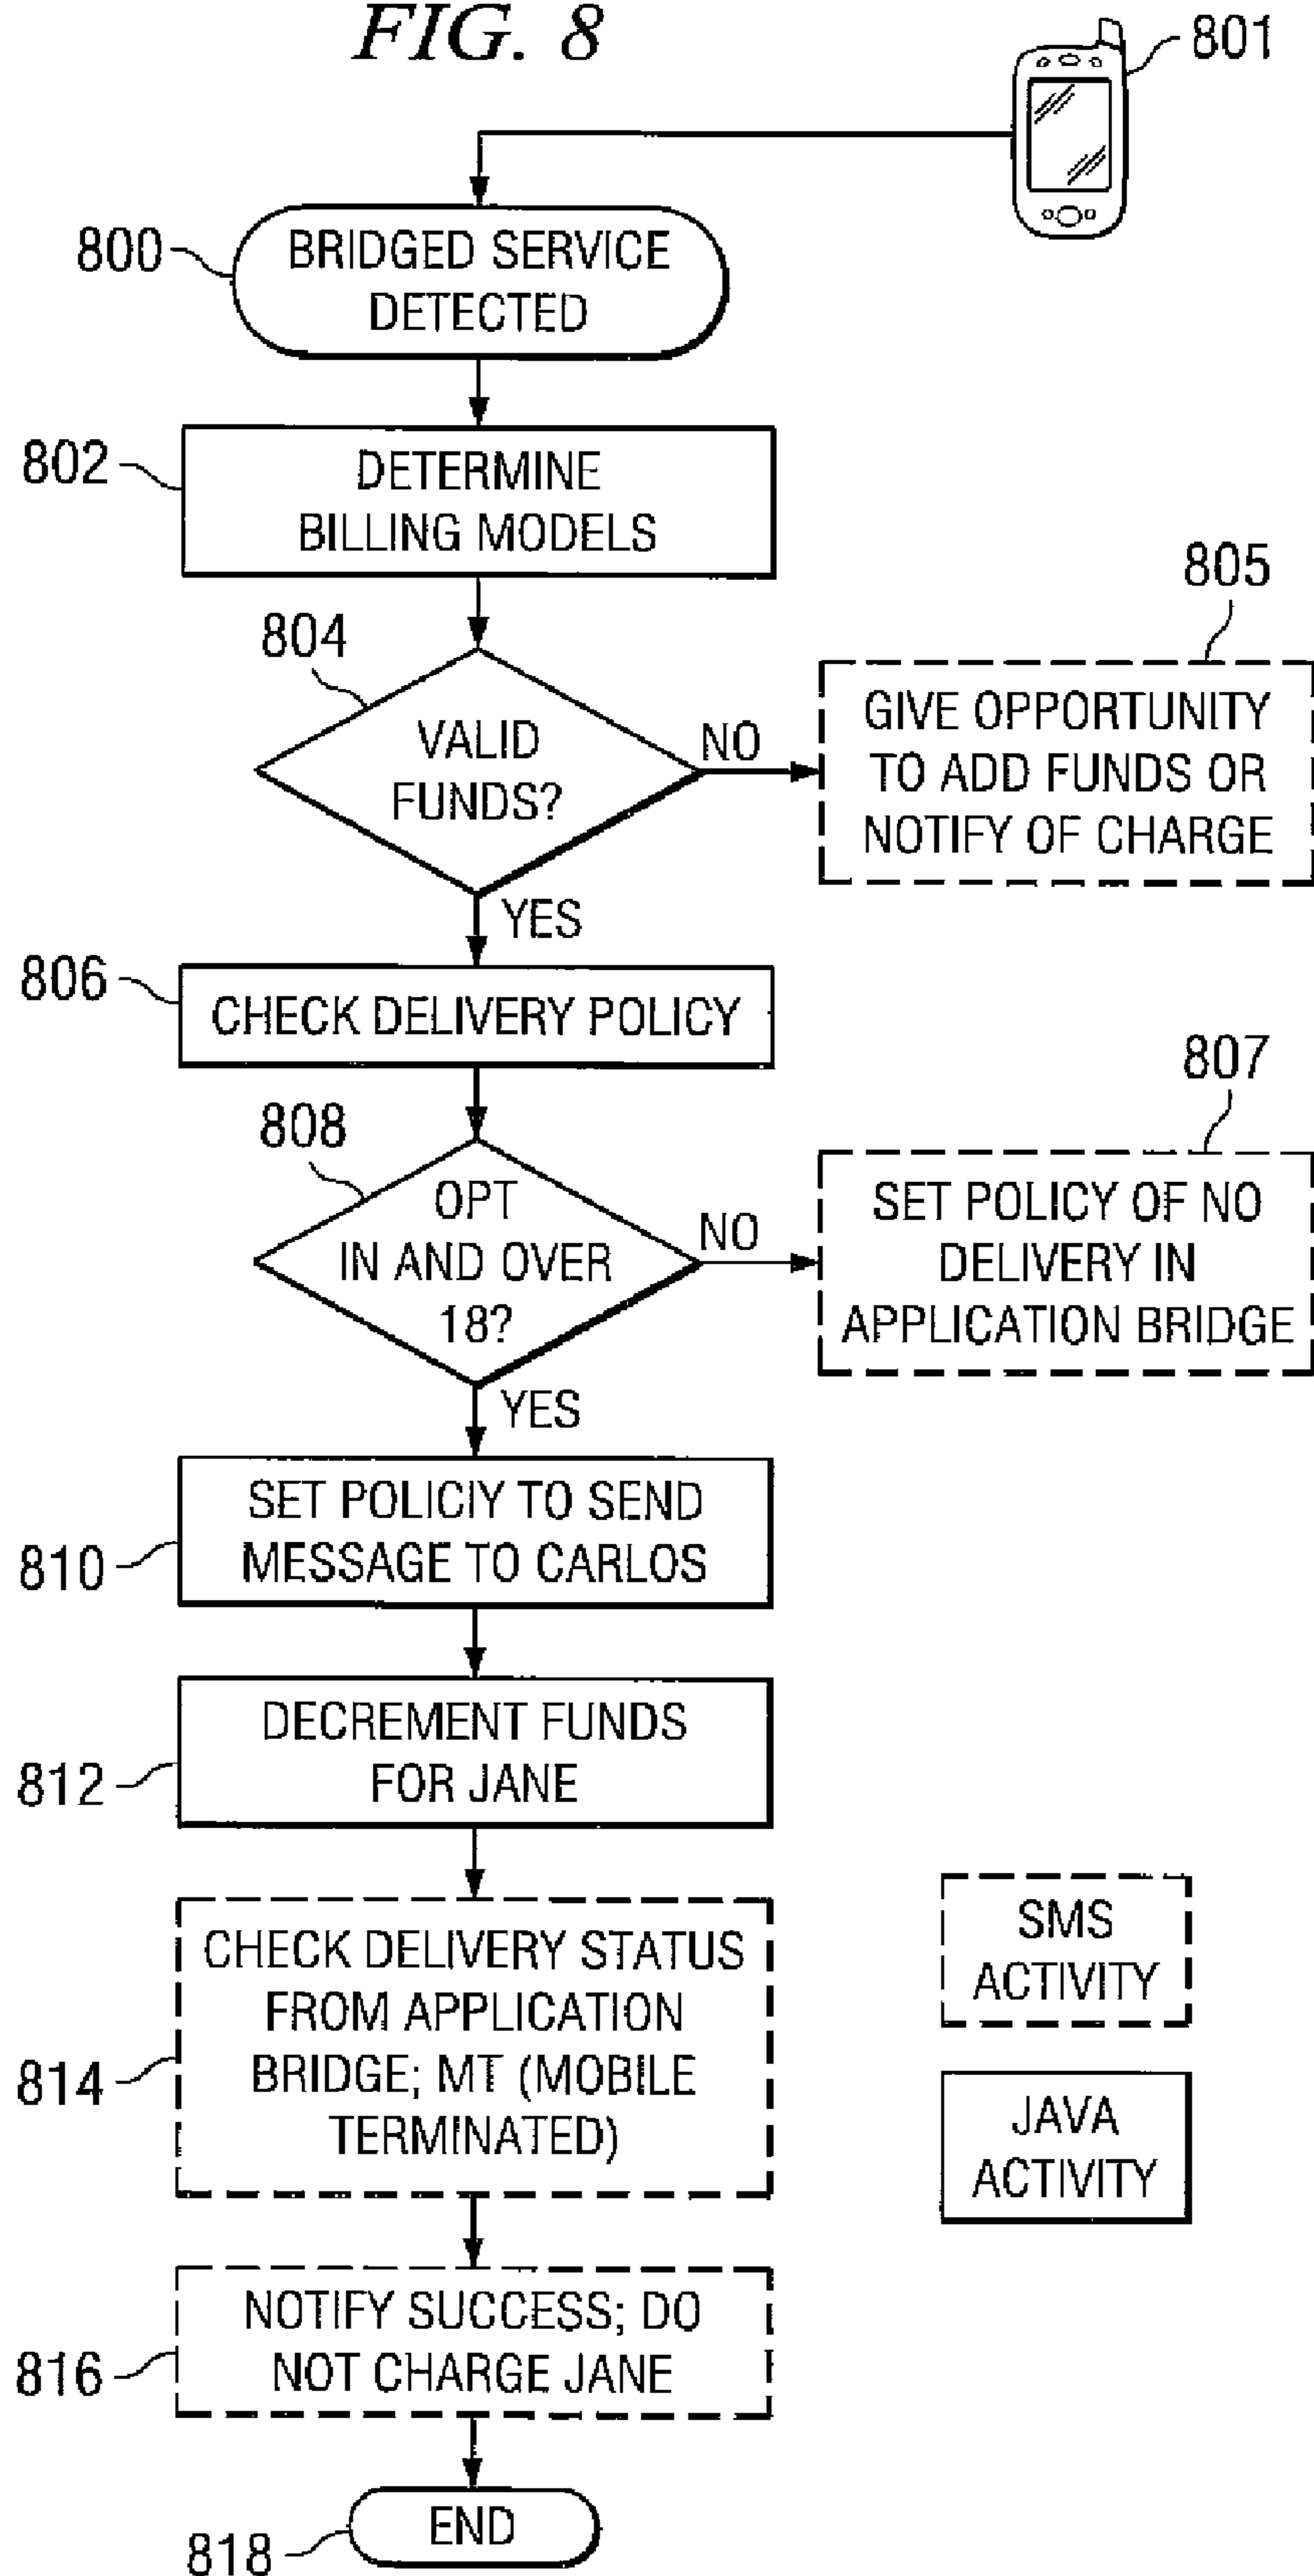 FIG. 8
801
800
BRIDGED SERVICE
DETECTED
802
DETERMINE
BILLING MODELS
804
VALID
FUNDS?
NO
805
GIVE OPPORTUNITY
TO ADD FUNDS OR
NOTIFY OF CHARGE
YES
806
CHECK DELIVERY POLICY
808
OPT
IN AND OVER
18?
NO
807
SET POLICY OF NO
DELIVERY IN
APPLICATION BRIDGE
YES
810
SET POLICIY TO SEND
MESSAGE TO CARLOS
812
DECREMENT FUNDS
FOR JANE
814
CHECK DELIVERY STATUS
FROM APPLICATION
BRIDGE; MT (MOBILE
TERMINATED)
SMS
ACTIVITY
JAVA
ACTIVITY
816
NOTIFY SUCCESS; DO
NOT CHARGE JANE
818
END